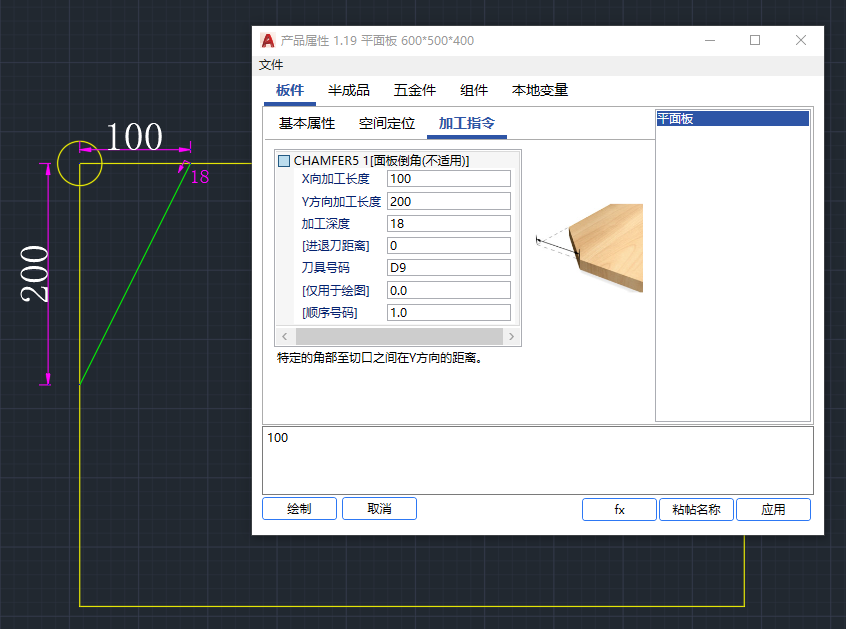 产品属性 1.19 平面板 600*500*400
文件
板件 半成品 五金件 组件 本地变量
基本属性 空间定位 加工指令
平面板
CHAMFER5 1[面板倒角(不适用)]
X向加工长度 100
Y方向加工长度 200
加工深度 18
[进退刀距离] 0
刀具号码 D9
[仅用于绘图] 0.0
[顺序号码] 1.0
特定的角部至切口之间在Y方向的距离。
100
绘制 取消 fx 粘帖名称 应用
100
18
200